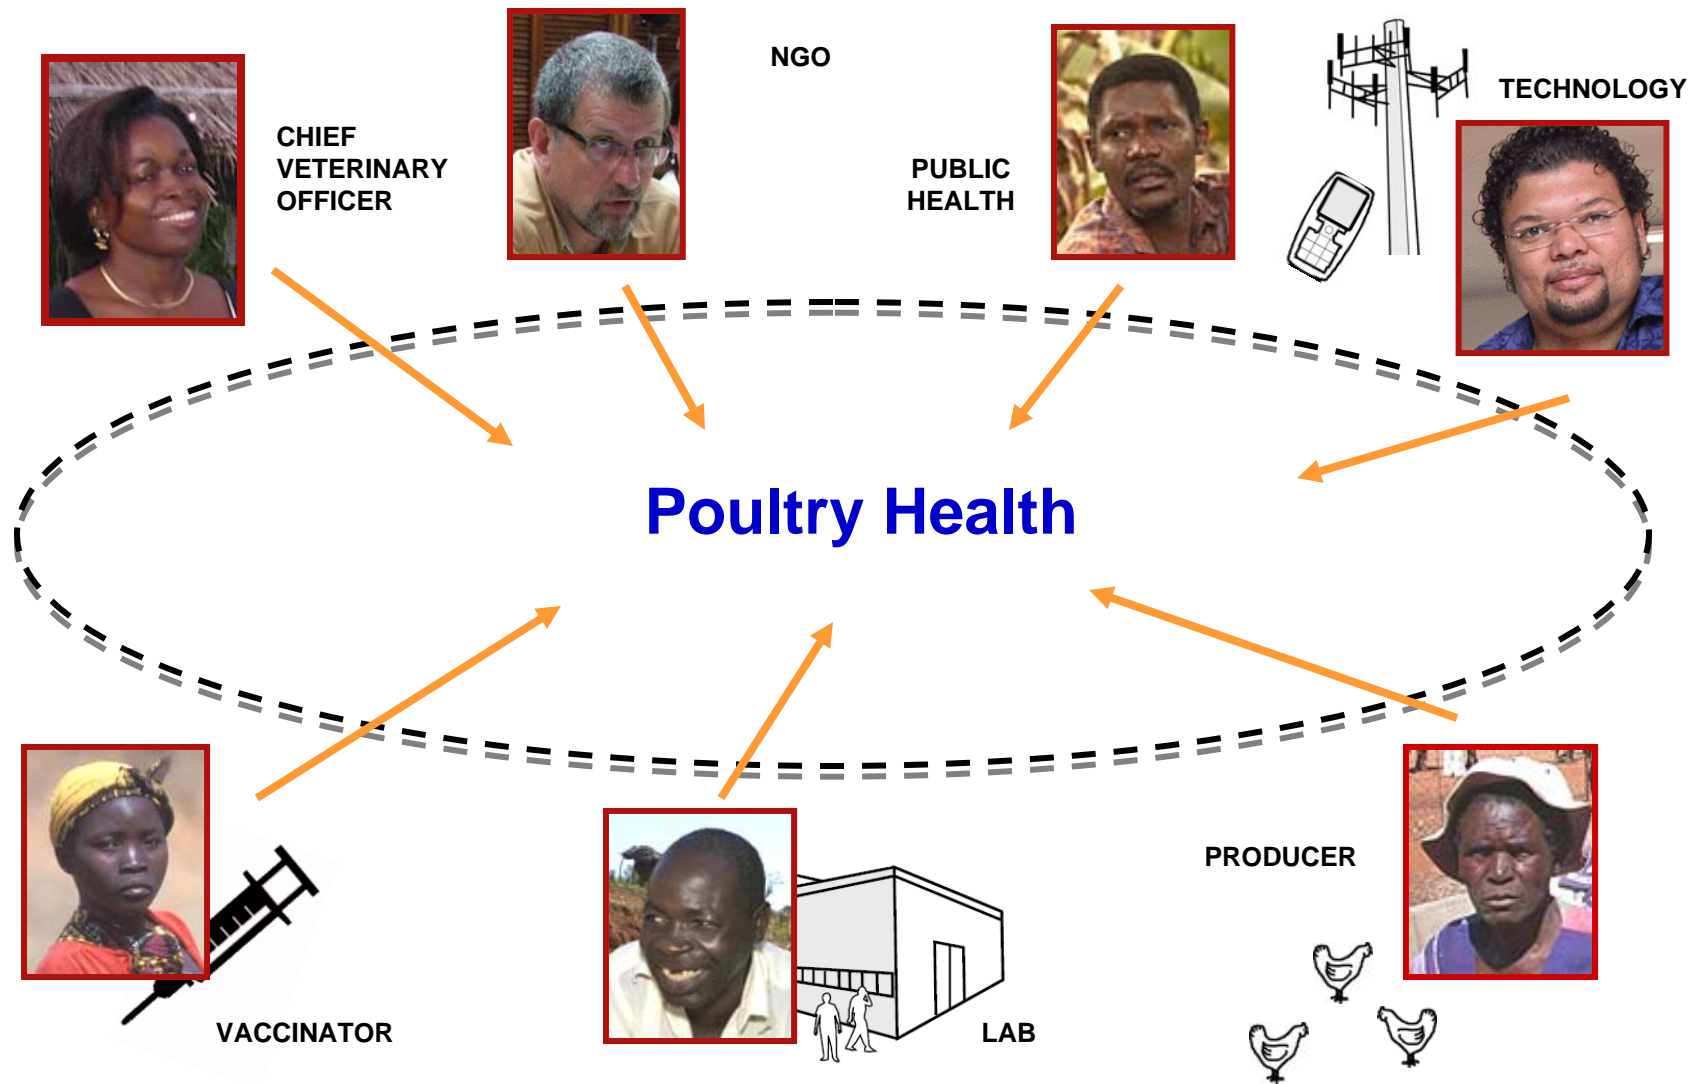 NGO
TECHNOLOGY
CHIEF
VETERINARY
OFFICER
PUBLIC
HEALTH
Poultry Health
PRODUCER
VACCINATOR
LAB